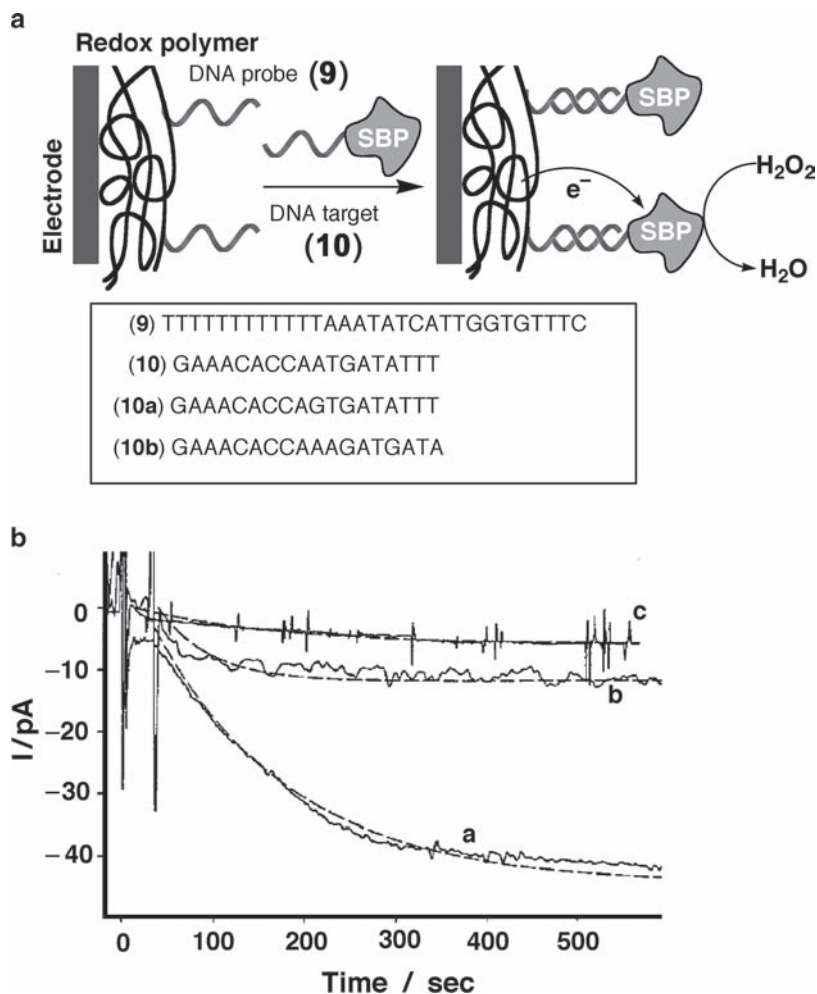 a
Redox polymer
DNA probe (9)
SBP
SBP
Electrode
e⁻
H₂O₂
DNA target
(10)
SBP
H₂O
(9) TTTTTTTTTTTTAAATATCATTGGTGTTTC
(10) GAAACACCAATGATATTT
(10a) GAAACACCAGTGATATTT
(10b) GAAACACCAAAGATGATA
b
0
c
−10
b
−20
I/pA
−30
a
−40
0 100 200 300 400 500
Time / sec